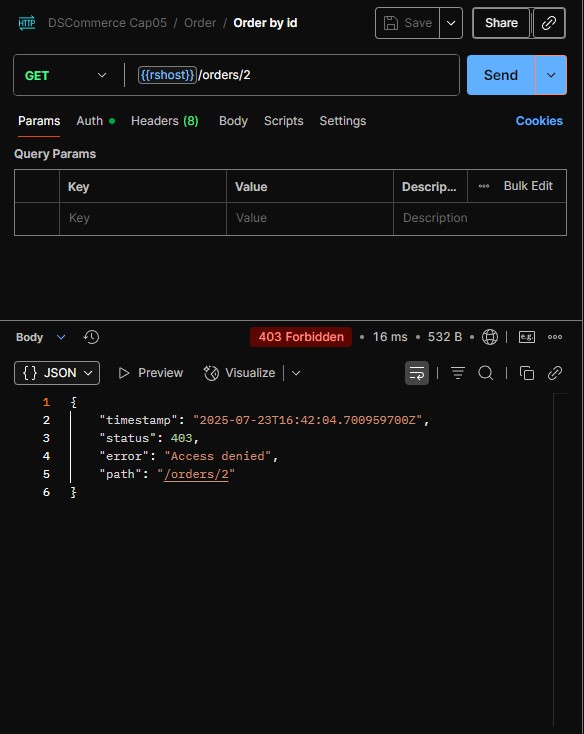 HTTP DSCommerce Cap05 / Order / Order by id Save Share
GET {{rshost}}/orders/2 Send
Params Auth Headers (8) Body Scripts Settings Cookies
Query Params
Key Value Descrip... Bulk Edit
Key Value Description
Body 403 Forbidden • 16 ms • 532 B • e.g.
{} JSON Preview Visualize
1 {
2 "timestamp": "2025-07-23T16:42:04.700959700Z",
3 "status": 403,
4 "error": "Access denied",
5 "path": "/orders/2"
6 }